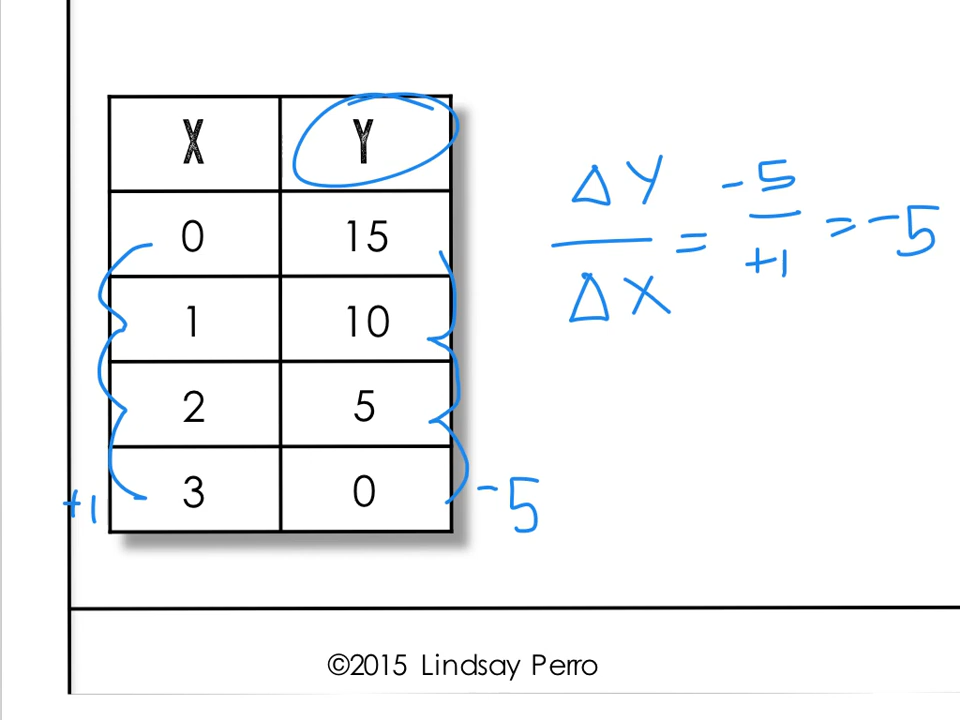 X Y
0 15
1 10
2 5
3 0
+1
-5
ΔY
ΔX
= -5
+1
= -5
©2015 Lindsay Perro